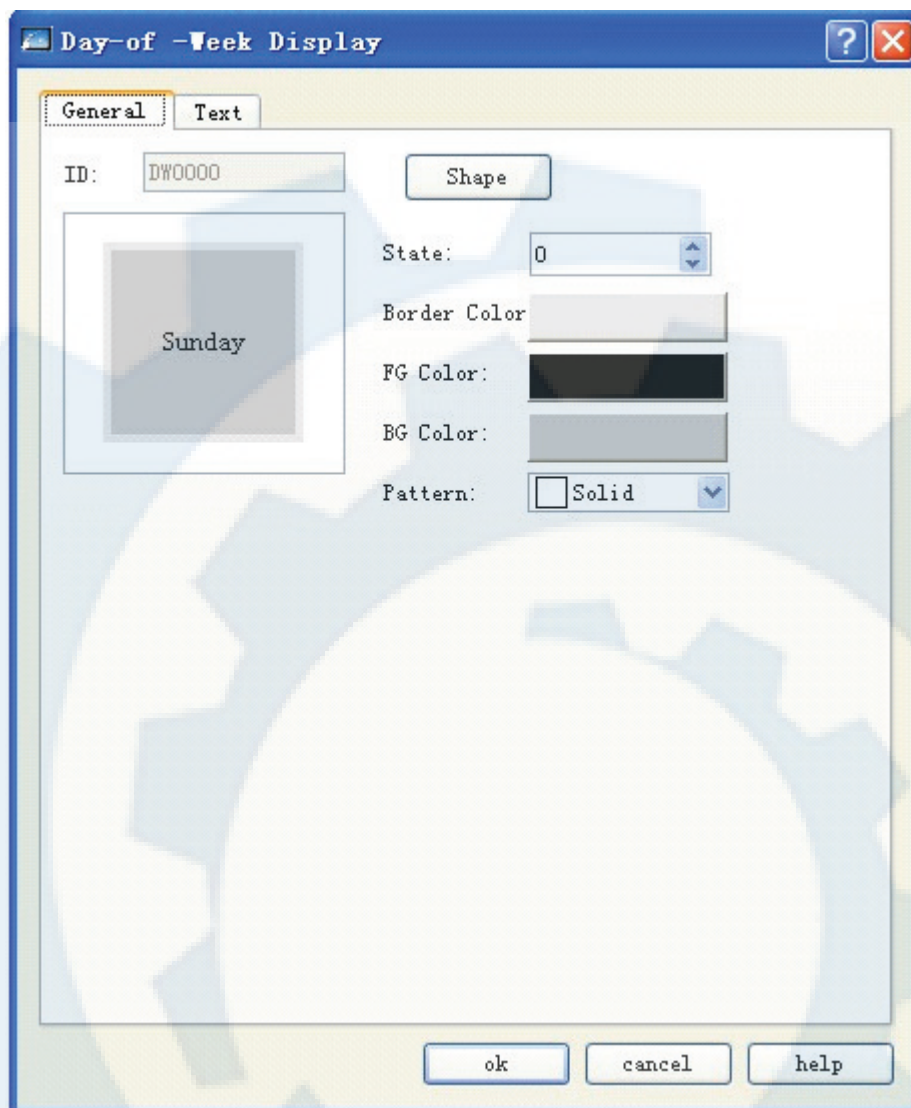 Day-of -Week Display
General Text
ID: DW0000 Shape
State: 0
Sunday
Border Color
FG Color:
BG Color:
Pattern: Solid
ok cancel help